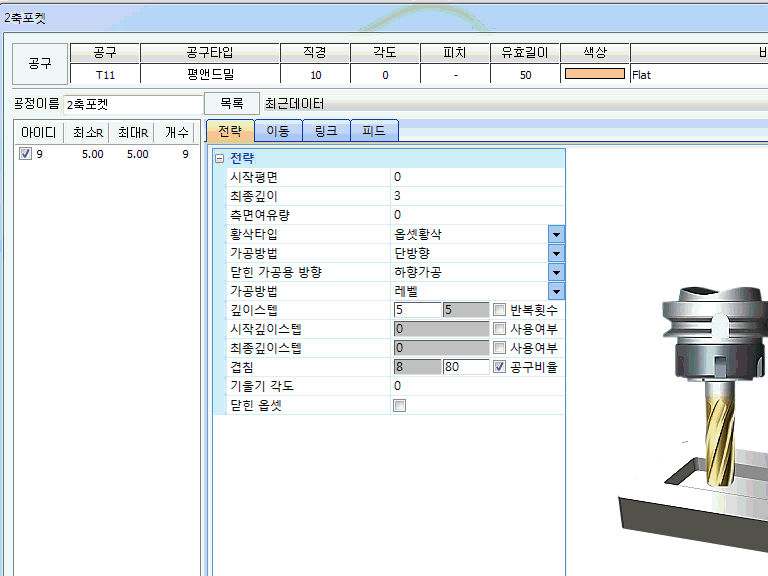 2축포켓
공구 공구 공구타입 직경 각도 피치 유효길이 색상
T11 평앤드밀 10 0 - 50 Flat
공정이름 2축포켓 목록 최근데이터
아이디 최소R 최대R 개수 전략 이동 링크 피드
9 5.00 5.00 9
전략
시작평면 0
최종깊이 3
측면여유량 0
황삭타입 옵셋황삭
가공방법 단방향
닫힌 가공용 방향 하향가공
가공방법 레벨
깊이스텝 5 5 반복횟수
시작깊이스텝 0 사용여부
최종깊이스텝 0 사용여부
겹침 8 80 공구비율
기울기 각도 0
닫힌 옵셋